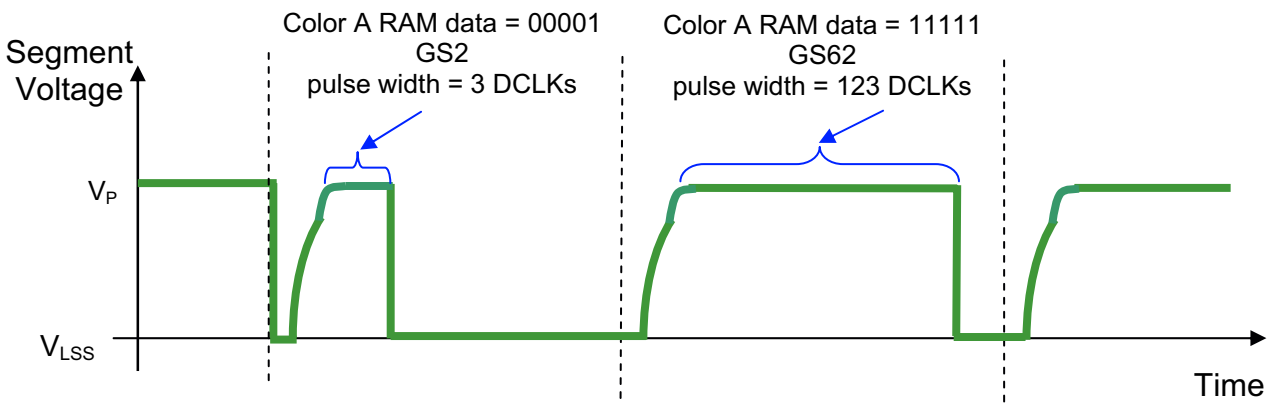 Color A RAM data = 00001
GS2
pulse width = 3 DCLKs
Color A RAM data = 11111
GS62
pulse width = 123 DCLKs
Segment
Voltage
VP
VLSS
Time